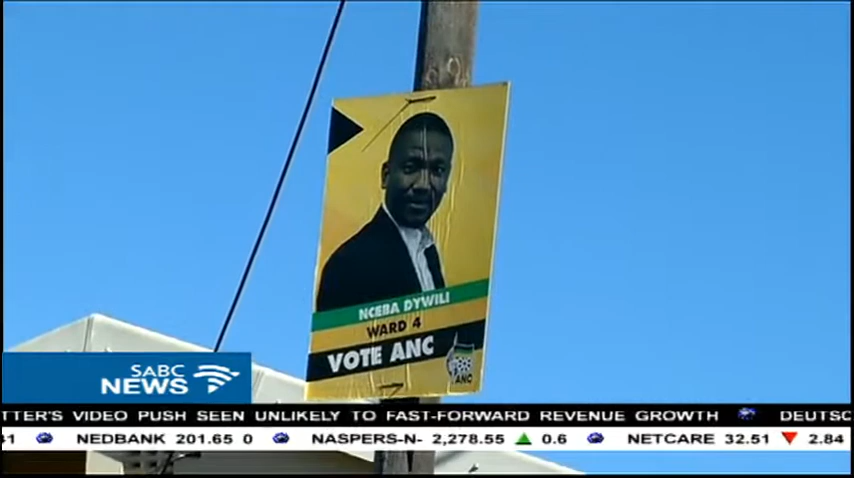 NCEBA DYWILI
WARD 4
VOTE ANC
ANC
SABC
NEWS
TTER'S VIDEO PUSH SEEN UNLIKELY TO FAST-FORWARD REVENUE GROWTH DEUTSC
41 NEDBANK 201.65 0 NASPERS-N- 2,278.55 0.6 NETCARE 32.51 2.84